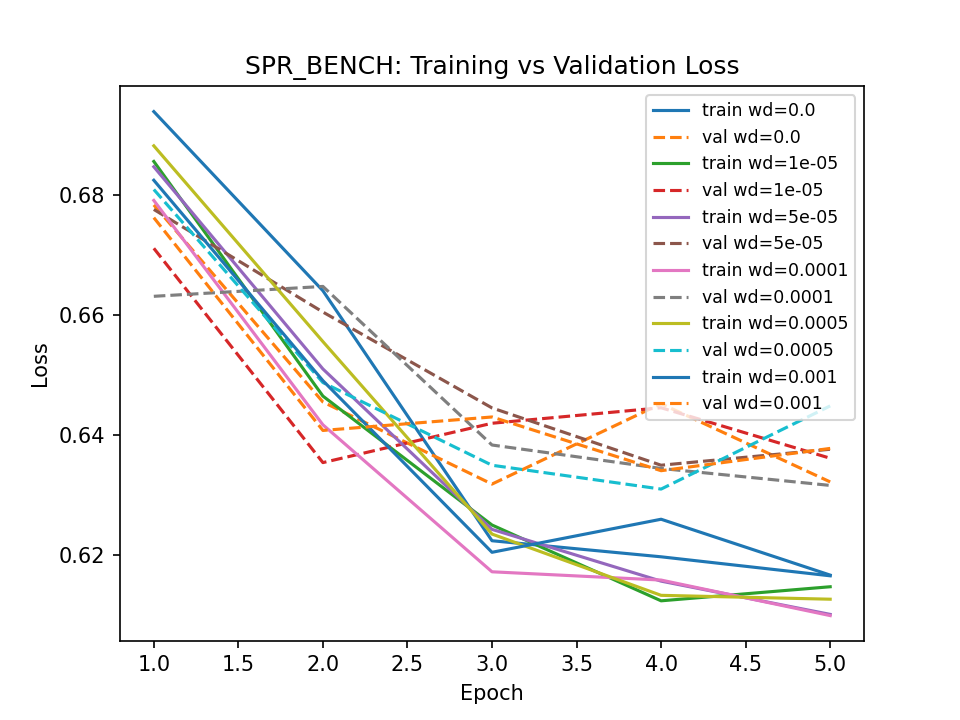 SPR_BENCH: Training vs Validation Loss
train wd=0.0
val wd=0.0
train wd=1e-05
val wd=1e-05
train wd=5e-05
val wd=5e-05
train wd=0.0001
val wd=0.0001
train wd=0.0005
val wd=0.0005
train wd=0.001
val wd=0.001
0.68
0.66
0.64
0.62
Loss
1.0 1.5 2.0 2.5 3.0 3.5 4.0 4.5 5.0
Epoch